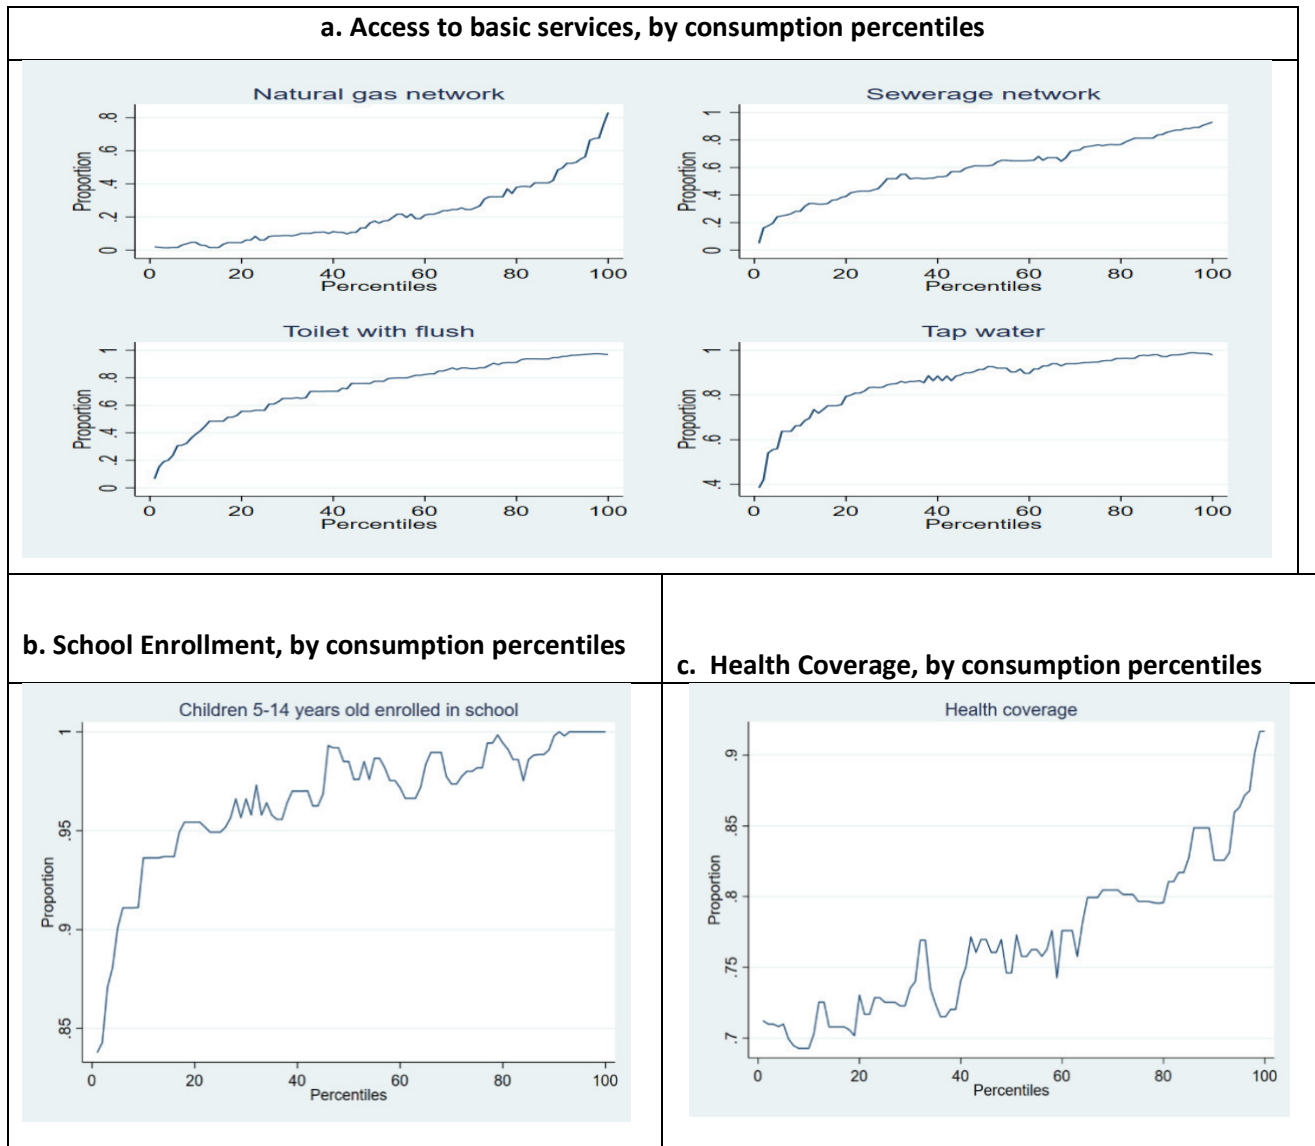 a. Access to basic services, by consumption percentiles
Natural gas network
Proportion
0 .2 .4 .6 .8
0 20 40 60 80 100
Percentiles
Sewerage network
Proportion
0 .2 .4 .6 .8 1
0 20 40 60 80 100
Percentiles
Toilet with flush
Proportion
0 .2 .4 .6 .8 1
0 20 40 60 80 100
Percentiles
Tap water
Proportion
.4 .6 .8 1
0 20 40 60 80 100
Percentiles
b. School Enrollment, by consumption percentiles
Children 5-14 years old enrolled in school
Proportion
.85 .9 .95 1
0 20 40 60 80 100
Percentiles
c. Health Coverage, by consumption percentiles
Health coverage
Proportion
.7 .75 .8 .85 .9
0 20 40 60 80 100
Percentiles